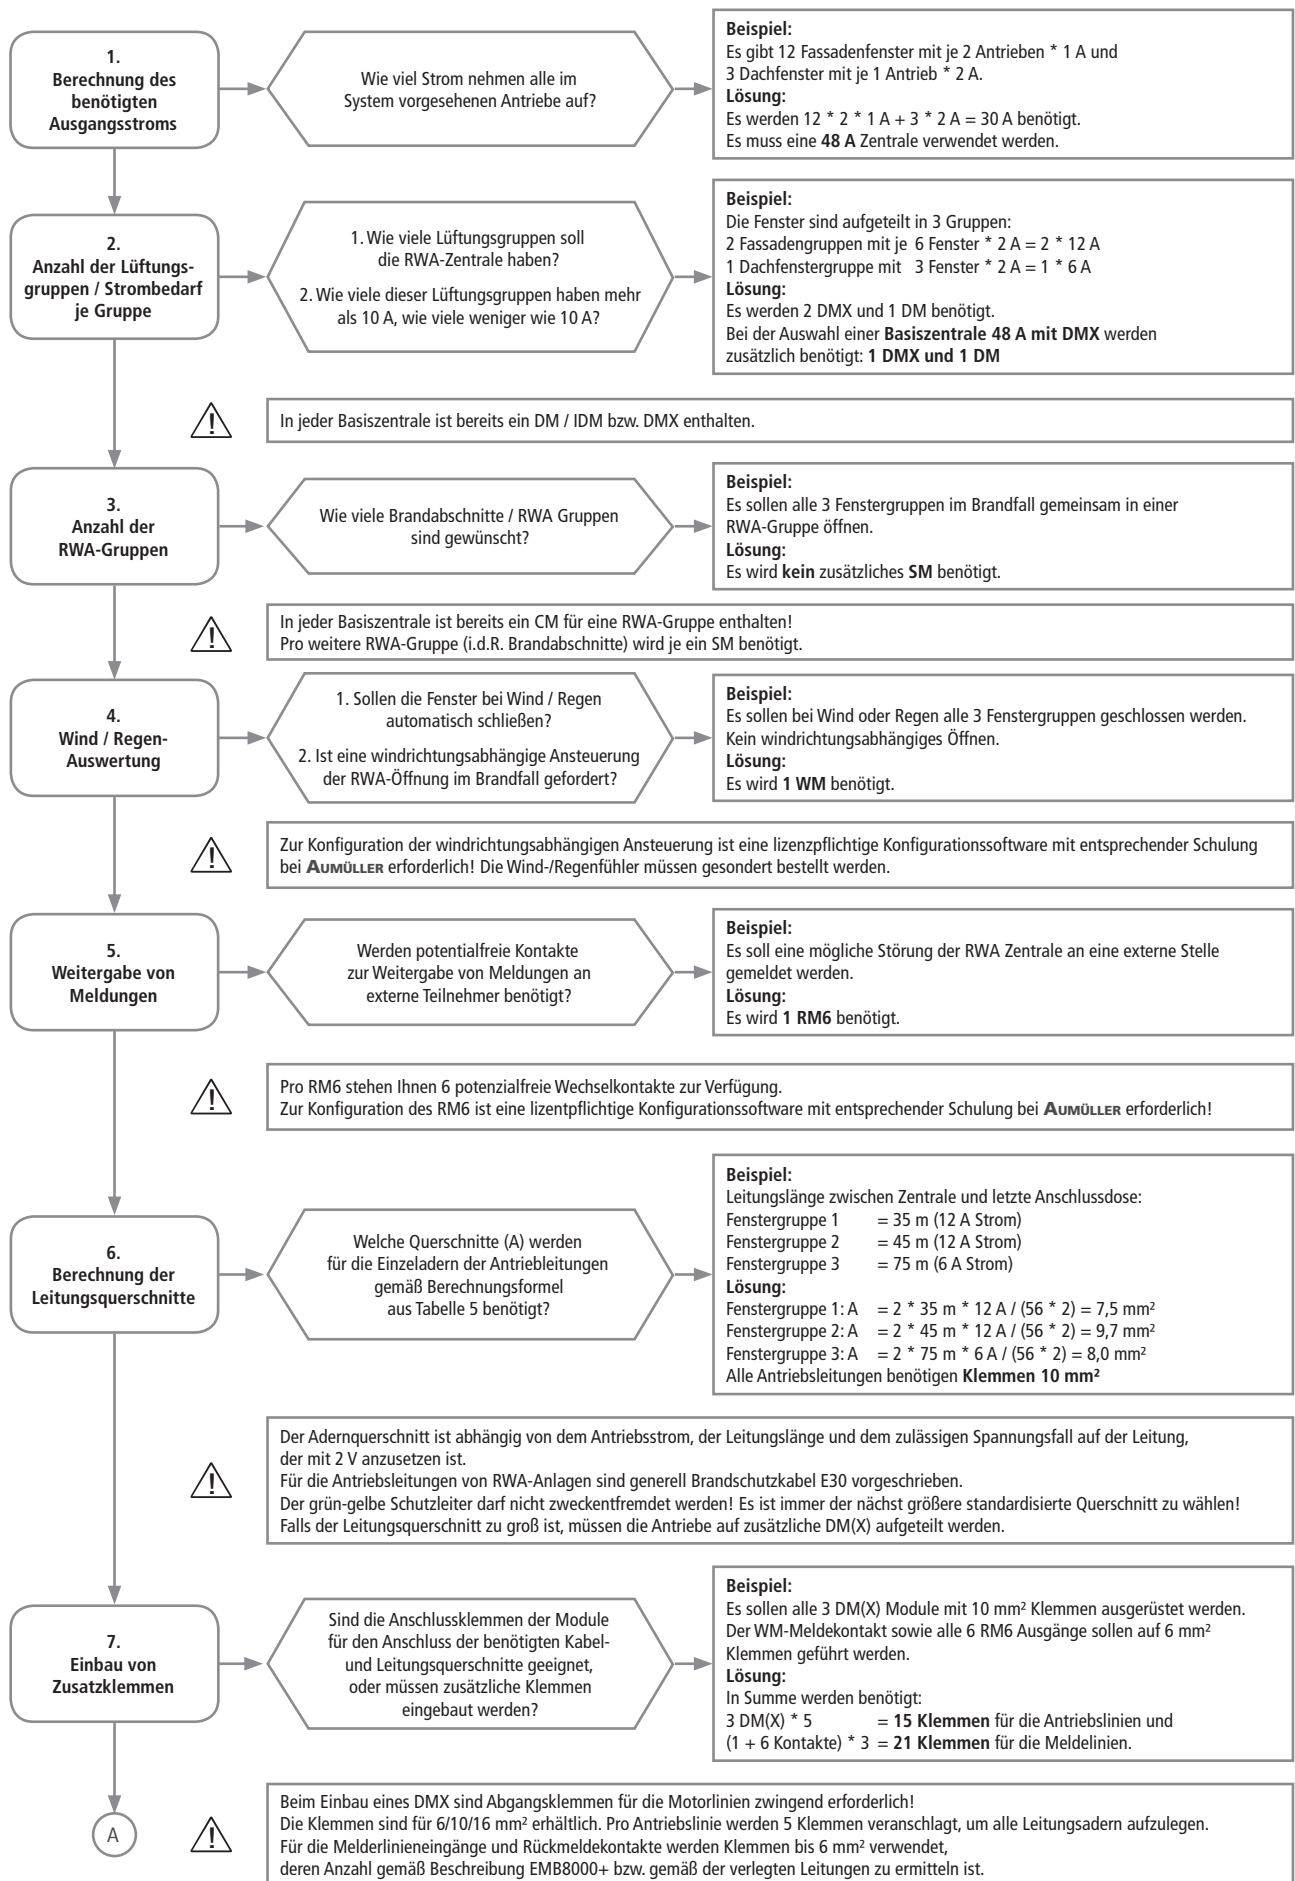 1.
Berechnung des
benötigten
Ausgangsstroms
Wie viel Strom nehmen alle im
System vorgesehenen Antriebe auf?
Beispiel:
Es gibt 12 Fassadenfenster mit je 2 Antrieben * 1 A und
3 Dachfenster mit je 1 Antrieb * 2 A.
Lösung:
Es werden 12 * 2 * 1 A + 3 * 2 A = 30 A benötigt.
Es muss eine 48 A Zentrale verwendet werden.
2.
Anzahl der Lüftungs-
gruppen / Strombedarf
je Gruppe
1. Wie viele Lüftungsgruppen soll
die RWA-Zentrale haben?
2. Wie viele dieser Lüftungsgruppen haben mehr
als 10 A, wie viele weniger wie 10 A?
Beispiel:
Die Fenster sind aufgeteilt in 3 Gruppen:
2 Fassadengruppen mit je 6 Fenster * 2 A = 2 * 12 A
1 Dachfenstergruppe mit 3 Fenster * 2 A = 1 * 6 A
Lösung:
Es werden 2 DMX und 1 DM benötigt.
Bei der Auswahl einer Basiszentrale 48 A mit DMX werden
zusätzlich benötigt: 1 DMX und 1 DM
In jeder Basiszentrale ist bereits ein DM / IDM bzw. DMX enthalten.
3.
Anzahl der
RWA-Gruppen
Wie viele Brandabschnitte / RWA Gruppen
sind gewünscht?
Beispiel:
Es sollen alle 3 Fenstergruppen im Brandfall gemeinsam in einer
RWA-Gruppe öffnen.
Lösung:
Es wird kein zusätzliches SM benötigt.
In jeder Basiszentrale ist bereits ein CM für eine RWA-Gruppe enthalten!
Pro weitere RWA-Gruppe (i.d.R. Brandabschnitte) wird je ein SM benötigt.
4.
Wind / Regen-
Auswertung
1. Sollen die Fenster bei Wind / Regen
automatisch schließen?
2. Ist eine windrichtungsabhängige Ansteuerung
der RWA-Öffnung im Brandfall gefordert?
Beispiel:
Es sollen bei Wind oder Regen alle 3 Fenstergruppen geschlossen werden.
Kein windrichtungsabhängiges Öffnen.
Lösung:
Es wird 1 WM benötigt.
Zur Konfiguration der windrichtungsabhängigen Ansteuerung ist eine lizenzpflichtige Konfigurationssoftware mit entsprechender Schulung
bei AUMÜLLER erforderlich! Die Wind-/Regenfühler müssen gesondert bestellt werden.
5.
Weitergabe von
Meldungen
Werden potentialfreie Kontakte
zur Weitergabe von Meldungen an
externe Teilnehmer benötigt?
Beispiel:
Es soll eine mögliche Störung der RWA Zentrale an eine externe Stelle
gemeldet werden.
Lösung:
Es wird 1 RM6 benötigt.
Pro RM6 stehen Ihnen 6 potenzialfreie Wechselkontakte zur Verfügung.
Zur Konfiguration des RM6 ist eine lizentpflichtige Konfigurationssoftware mit entsprechender Schulung bei AUMÜLLER erforderlich!
6.
Berechnung der
Leitungsquerschnitte
Welche Querschnitte (A) werden
für die Einzeladern der Antriebleitungen
gemäß Berechnungsformel
aus Tabelle 5 benötigt?
Beispiel:
Leitungslänge zwischen Zentrale und letzte Anschlussdose:
Fenstergruppe 1 = 35 m (12 A Strom)
Fenstergruppe 2 = 45 m (12 A Strom)
Fenstergruppe 3 = 75 m (6 A Strom)
Lösung:
Fenstergruppe 1: A = 2 * 35 m * 12 A / (56 * 2) = 7,5 mm²
Fenstergruppe 2: A = 2 * 45 m * 12 A / (56 * 2) = 9,7 mm²
Fenstergruppe 3: A = 2 * 75 m * 6 A / (56 * 2) = 8,0 mm²
Alle Antriebsleitungen benötigen Klemmen 10 mm²
Der Adernquerschnitt ist abhängig von dem Antriebsstrom, der Leitungslänge und dem zulässigen Spannungsfall auf der Leitung,
der mit 2 V anzusetzen ist.
Für die Antriebsleitungen von RWA-Anlagen sind generell Brandschutzkabel E30 vorgeschrieben.
Der grün-gelbe Schutzleiter darf nicht zweckentfremdet werden! Es ist immer der nächst größere standardisierte Querschnitt zu wählen!
Falls der Leitungsquerschnitt zu groß ist, müssen die Antriebe auf zusätzliche DM(X) aufgeteilt werden.
7.
Einbau von
Zusatzklemmen
Sind die Anschlussklemmen der Module
für den Anschluss der benötigten Kabel-
und Leitungsquerschnitte geeignet,
oder müssen zusätzliche Klemmen
eingebaut werden?
Beispiel:
Es sollen alle 3 DM(X) Module mit 10 mm² Klemmen ausgerüstet werden.
Der WM-Meldekontakt sowie alle 6 RM6 Ausgänge sollen auf 6 mm²
Klemmen geführt werden.
Lösung:
In Summe werden benötigt:
3 DM(X) * 5 = 15 Klemmen für die Antriebslinien und
(1 + 6 Kontakte) * 3 = 21 Klemmen für die Meldelinien.
A
Beim Einbau eines DMX sind Abgangsklemmen für die Motorlinien zwingend erforderlich!
Die Klemmen sind für 6/10/16 mm² erhältlich. Pro Antriebslinie werden 5 Klemmen veranschlagt, um alle Leitungsadern aufzulegen.
Für die Melderlinieneingänge und Rückmeldekontakte werden Klemmen bis 6 mm² verwendet,
deren Anzahl gemäß Beschreibung EMB8000+ bzw. gemäß der verlegten Leitungen zu ermitteln ist.